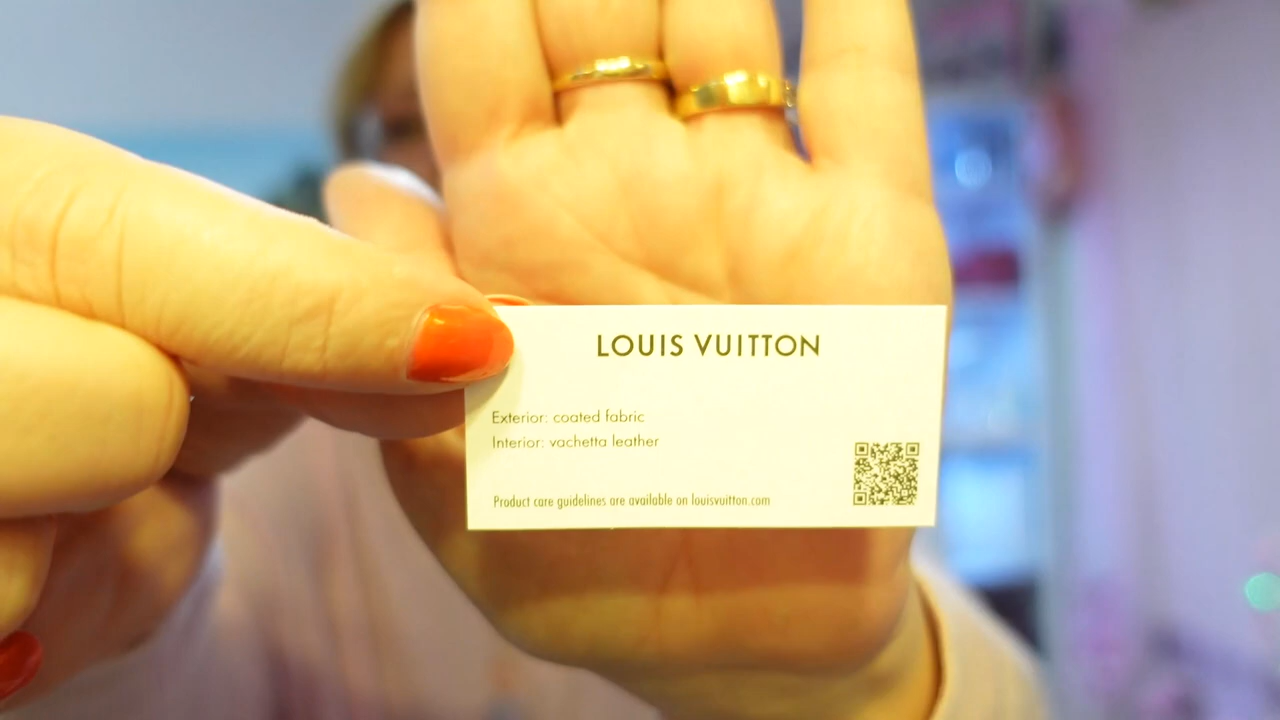 LOUIS VUITTON
Exterior: coated fabric
Interior: vachetta leather
Product care guidelines are available on louisvuitton.com